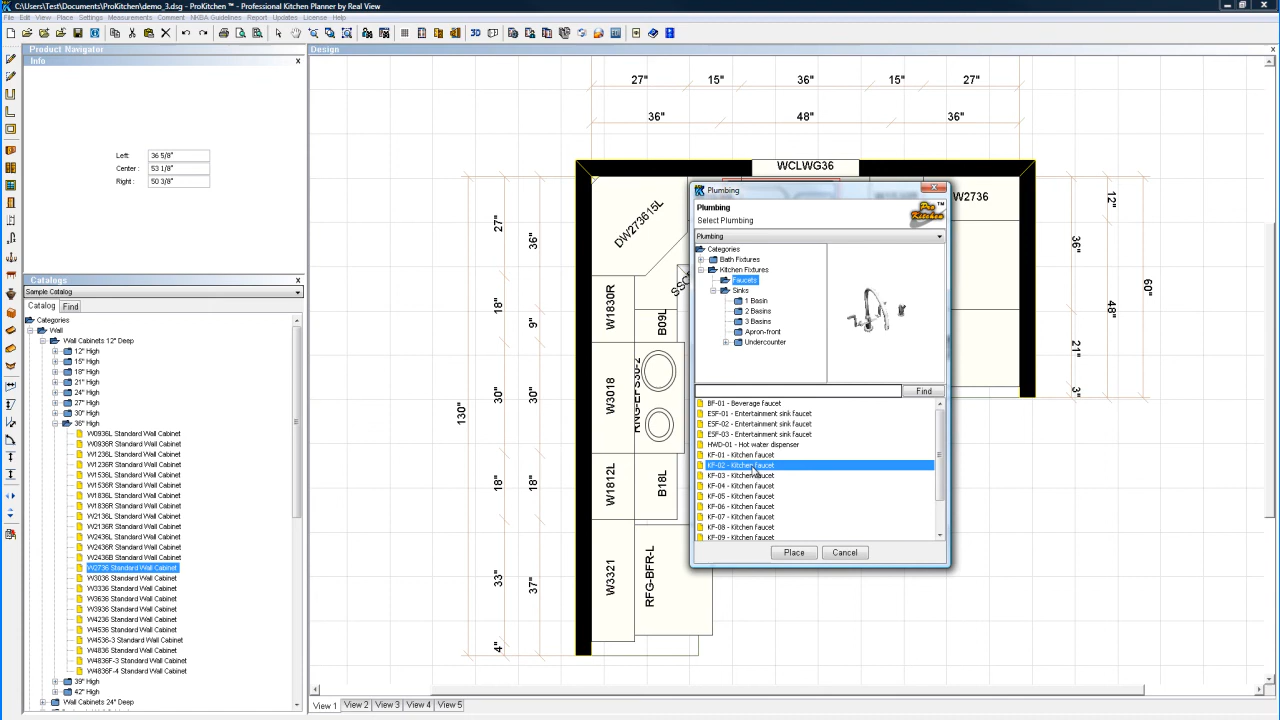 C:\Users\Test\Documents\ProKitchen\demo_3.dsg - ProKitchen ™ - Professional Kitchen Planner by Real View
File Edit View Place Settings Measurements Comment NKBA Guidelines Report Updates License Help
3D
Product Navigator
Info
x
Left: 36 5/8"
Center : 53 1/8"
Right : 50 3/8"
Catalogs
x
Sample Catalog
Catalog Find
Categories
Wall
Wall Cabinets 12" Deep
12" High
15" High
18" High
21" High
24" High
27" High
30" High
36" High
W0936L Standard Wall Cabinet
W0936R Standard Wall Cabinet
W1236L Standard Wall Cabinet
W1236R Standard Wall Cabinet
W1536L Standard Wall Cabinet
W1536R Standard Wall Cabinet
W1836L Standard Wall Cabinet
W1836R Standard Wall Cabinet
W2136L Standard Wall Cabinet
W2136R Standard Wall Cabinet
W2436L Standard Wall Cabinet
W2436R Standard Wall Cabinet
W2436B Standard Wall Cabinet
W2736 Standard Wall Cabinet
W3036 Standard Wall Cabinet
W3336 Standard Wall Cabinet
W3636 Standard Wall Cabinet
W3936 Standard Wall Cabinet
W4236 Standard Wall Cabinet
W4536 Standard Wall Cabinet
W4536-3 Standard Wall Cabinet
W4836 Standard Wall Cabinet
W4836F-3 Standard Wall Cabinet
W4836F-4 Standard Wall Cabinet
39" High
42" High
Wall Cabinets 24" Deep
Design
27" 15" 36" 15" 27"
36" 48" 36"
WCLWG36
W2736
DW273615L
27"
36"
18"
9"
W1830R
B09L
130"
30"
30"
W3018
18"
18"
W1812L
B18L
33"
37"
W3321
RFG-BFR-L
4"
12"
36"
48"
60"
21"
3"
Plumbing
Plumbing
Select Plumbing
Pro Kitchen ™
Plumbing
Categories
Bath Fixtures
Kitchen Fixtures
Faucets
Sinks
1 Basin
2 Basins
3 Basins
Apron-front
Undercounter
Find
BF-01 - Beverage faucet
ESF-01 - Entertainment sink faucet
ESF-02 - Entertainment sink faucet
ESF-03 - Entertainment sink faucet
HWD-01 - Hot water dispenser
KF-01 - Kitchen faucet
KF-02 - Kitchen faucet
KF-03 - Kitchen faucet
KF-04 - Kitchen faucet
KF-05 - Kitchen faucet
KF-06 - Kitchen faucet
KF-07 - Kitchen faucet
KF-08 - Kitchen faucet
KF-09 - Kitchen faucet
Place Cancel
View 1 View 2 View 3 View 4 View 5